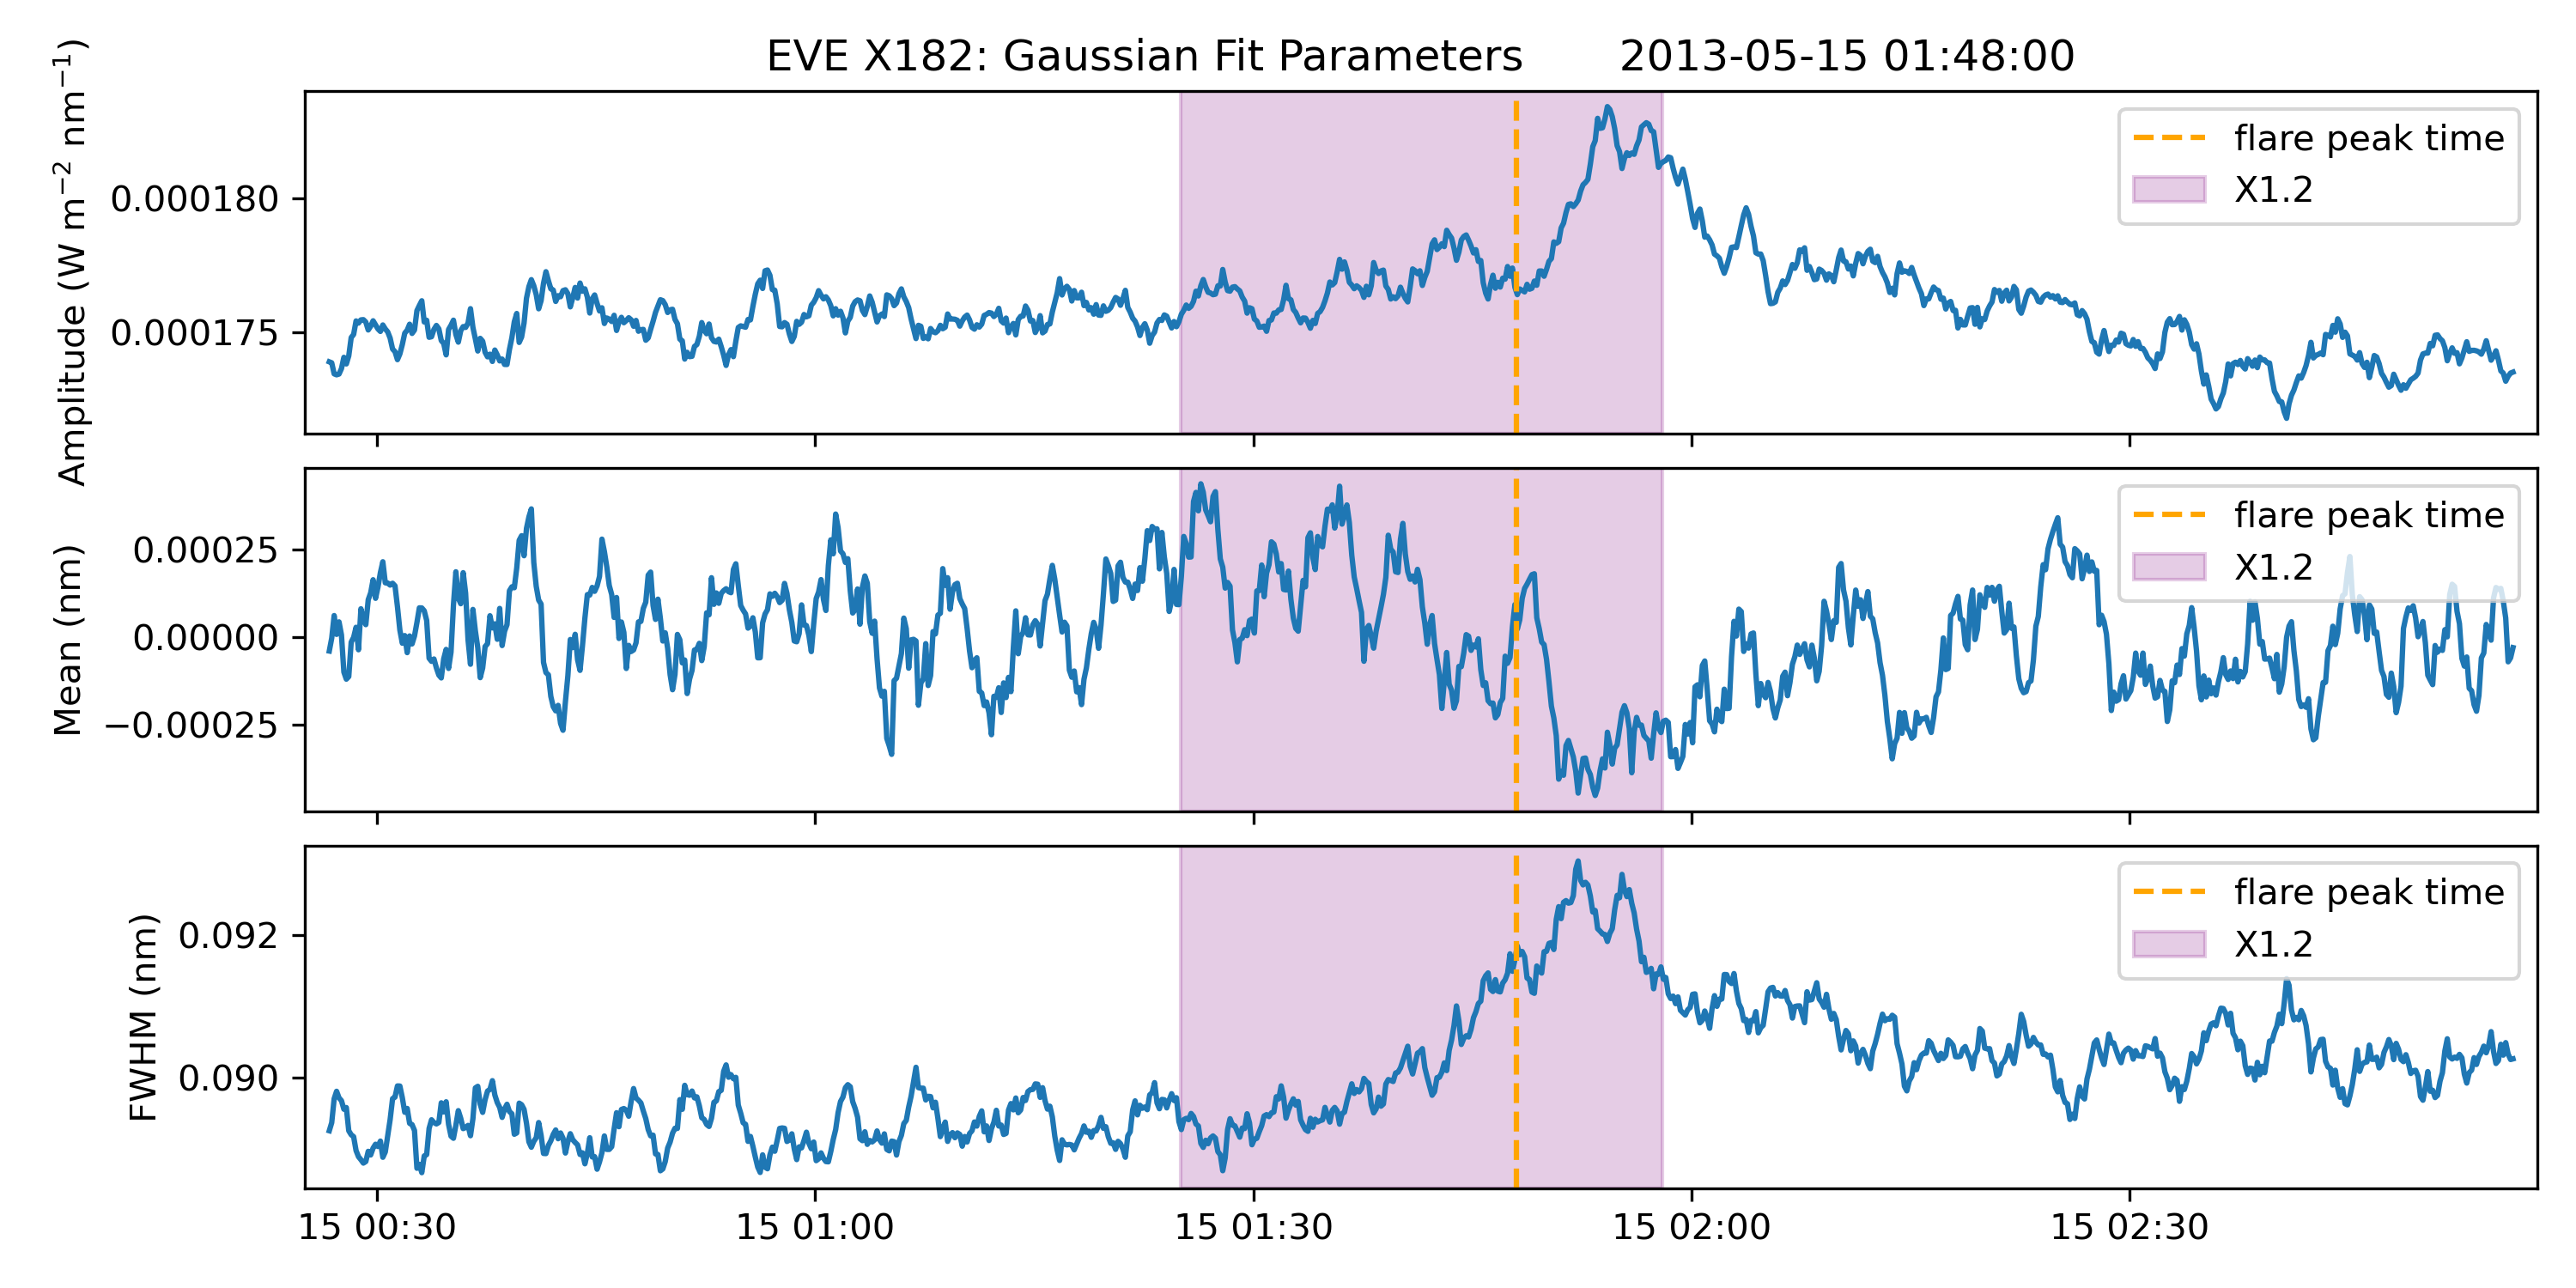 EVE X182: Gaussian Fit Parameters 2013-05-15 01:48:00
Amplitude (W m⁻² nm⁻¹)
0.000180
0.000175
flare peak time
X1.2
Mean (nm)
0.00025
0.00000
−0.00025
flare peak time
X1.2
FWHM (nm)
0.092
0.090
flare peak time
X1.2
15 00:30
15 01:00
15 01:30
15 02:00
15 02:30